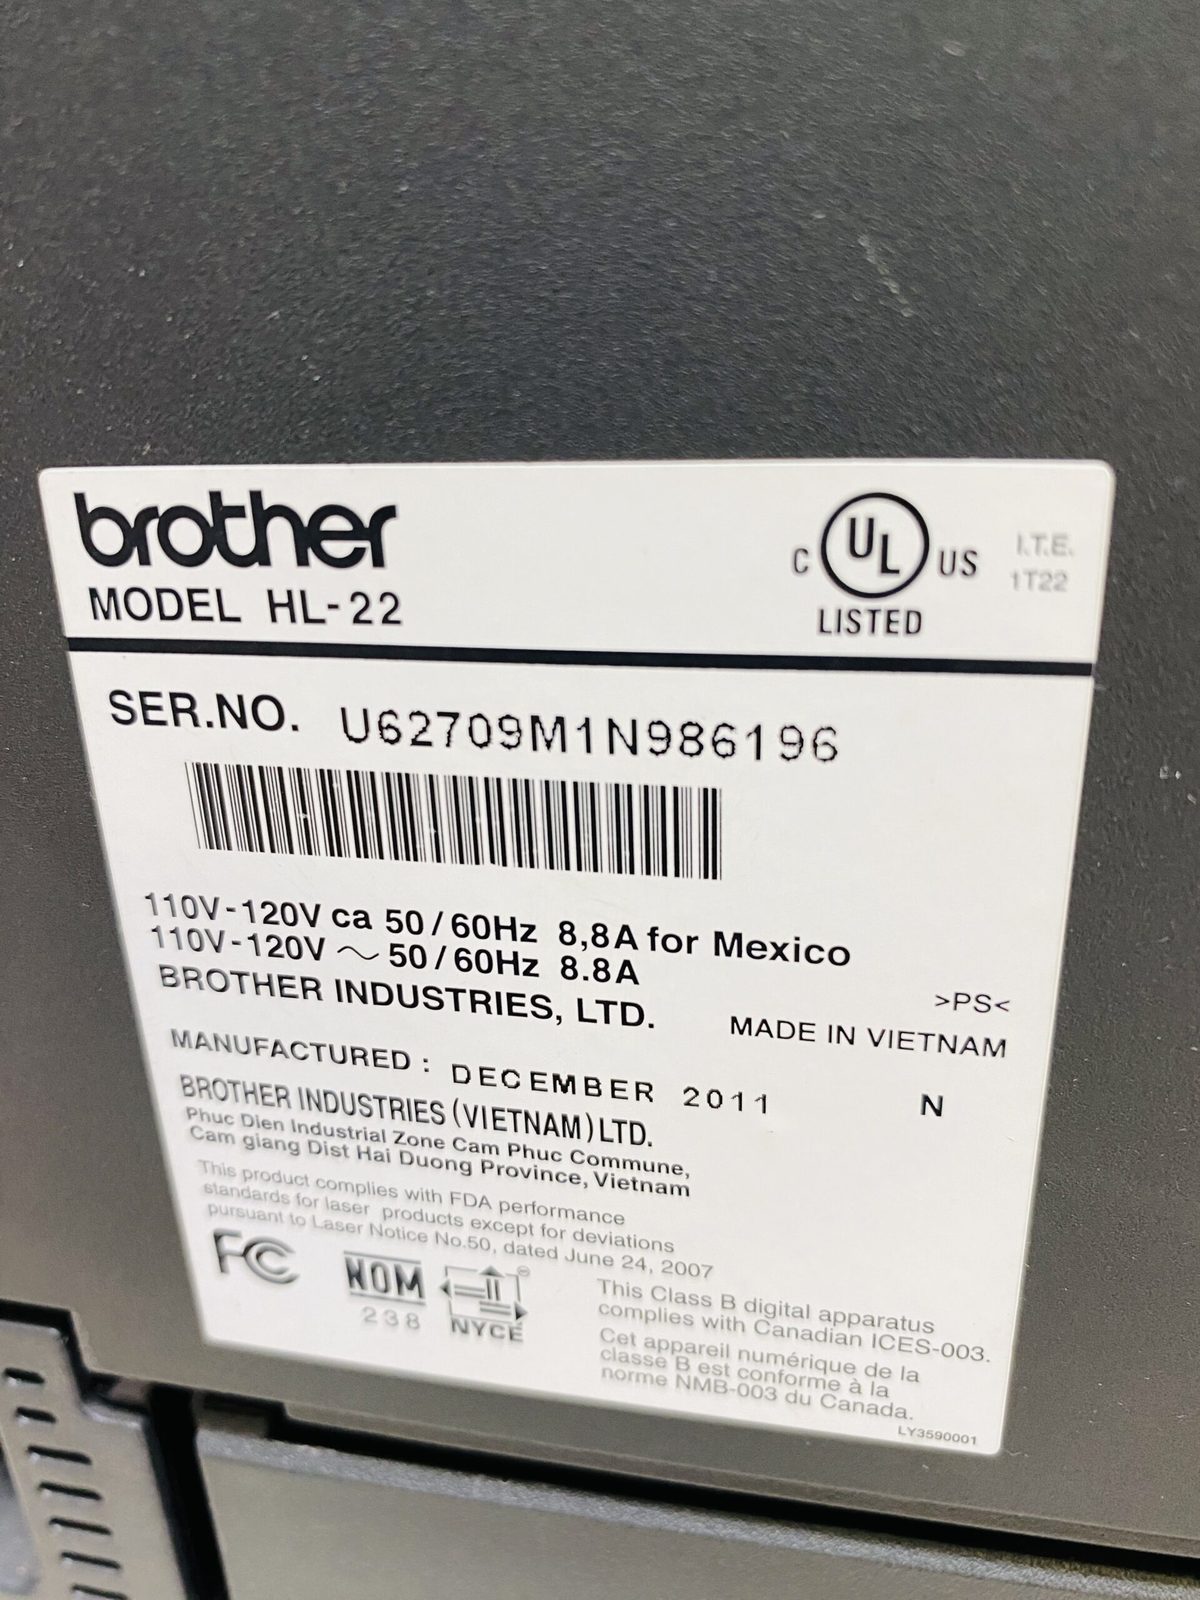 brother
MODEL HL-22
C UL US
LISTED
I.T.E.
1T22
SER.NO. U62709M1N986196
110V-120V ca 50/60Hz 8,8A for Mexico
110V-120V ~ 50/60Hz 8.8A
BROTHER INDUSTRIES, LTD.
>PS<
MADE IN VIETNAM
MANUFACTURED : DECEMBER 2011
N
BROTHER INDUSTRIES (VIETNAM) LTD.
Phuc Dien Industrial Zone Cam Phuc Commune,
Cam giang Dist Hai Duong Province, Vietnam
This product complies with FDA performance
standards for laser products except for deviations
pursuant to Laser Notice No.50, dated June 24, 2007
FC
NOM
238
NYCE
This Class B digital apparatus
complies with Canadian ICES-003.
Cet appareil numérique de la
classe B est conforme à la
norme NMB-003 du Canada.
LY3590001